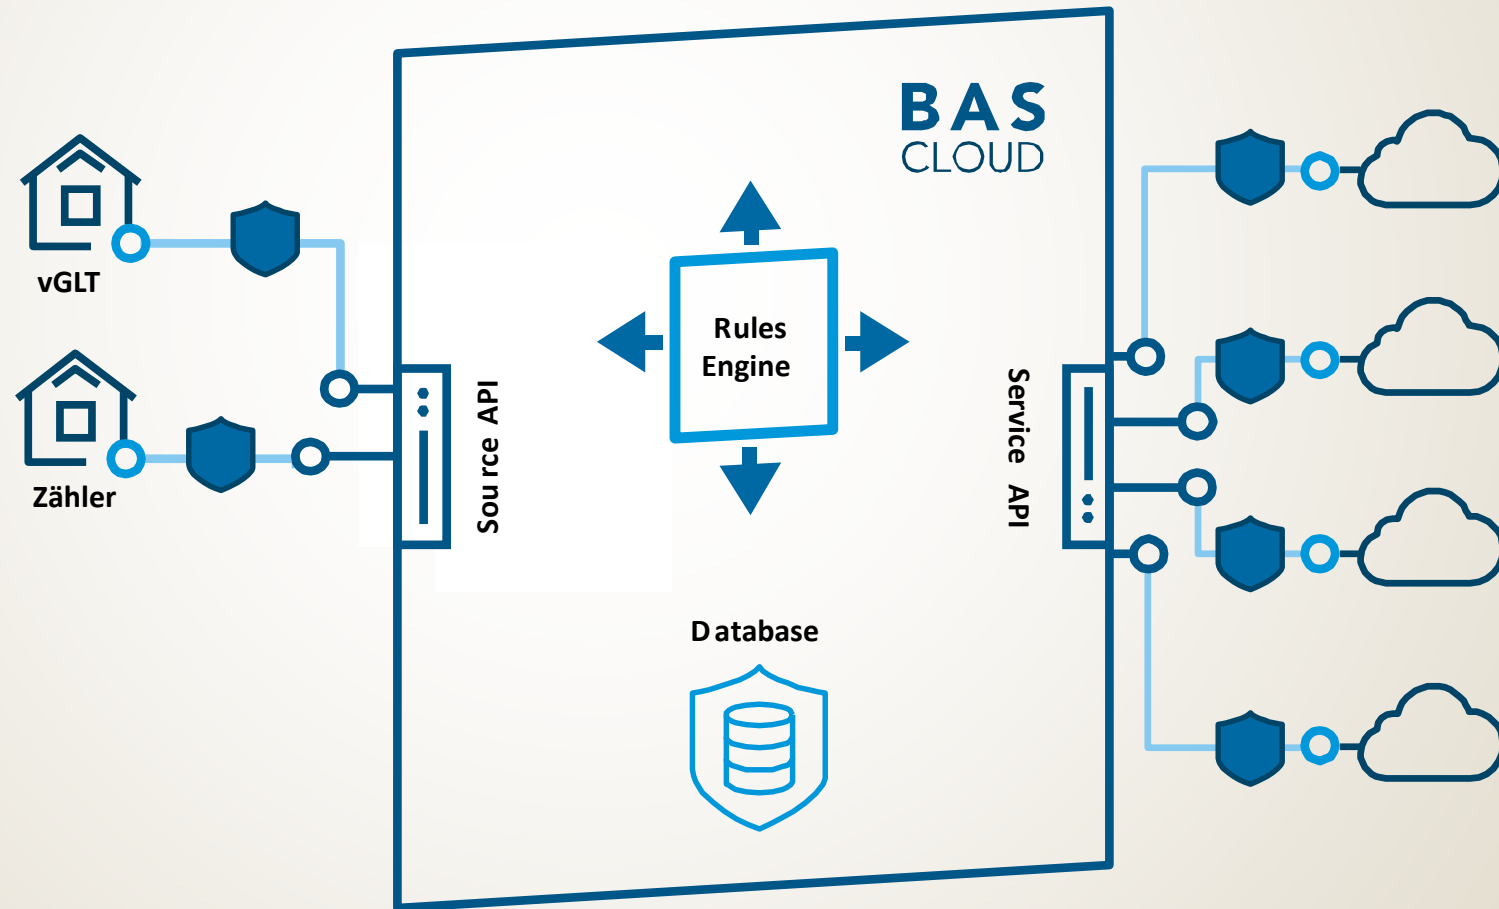 BAS
CLOUD
vGLT
Rules
Engine
Source API
Service API
Zähler
Database